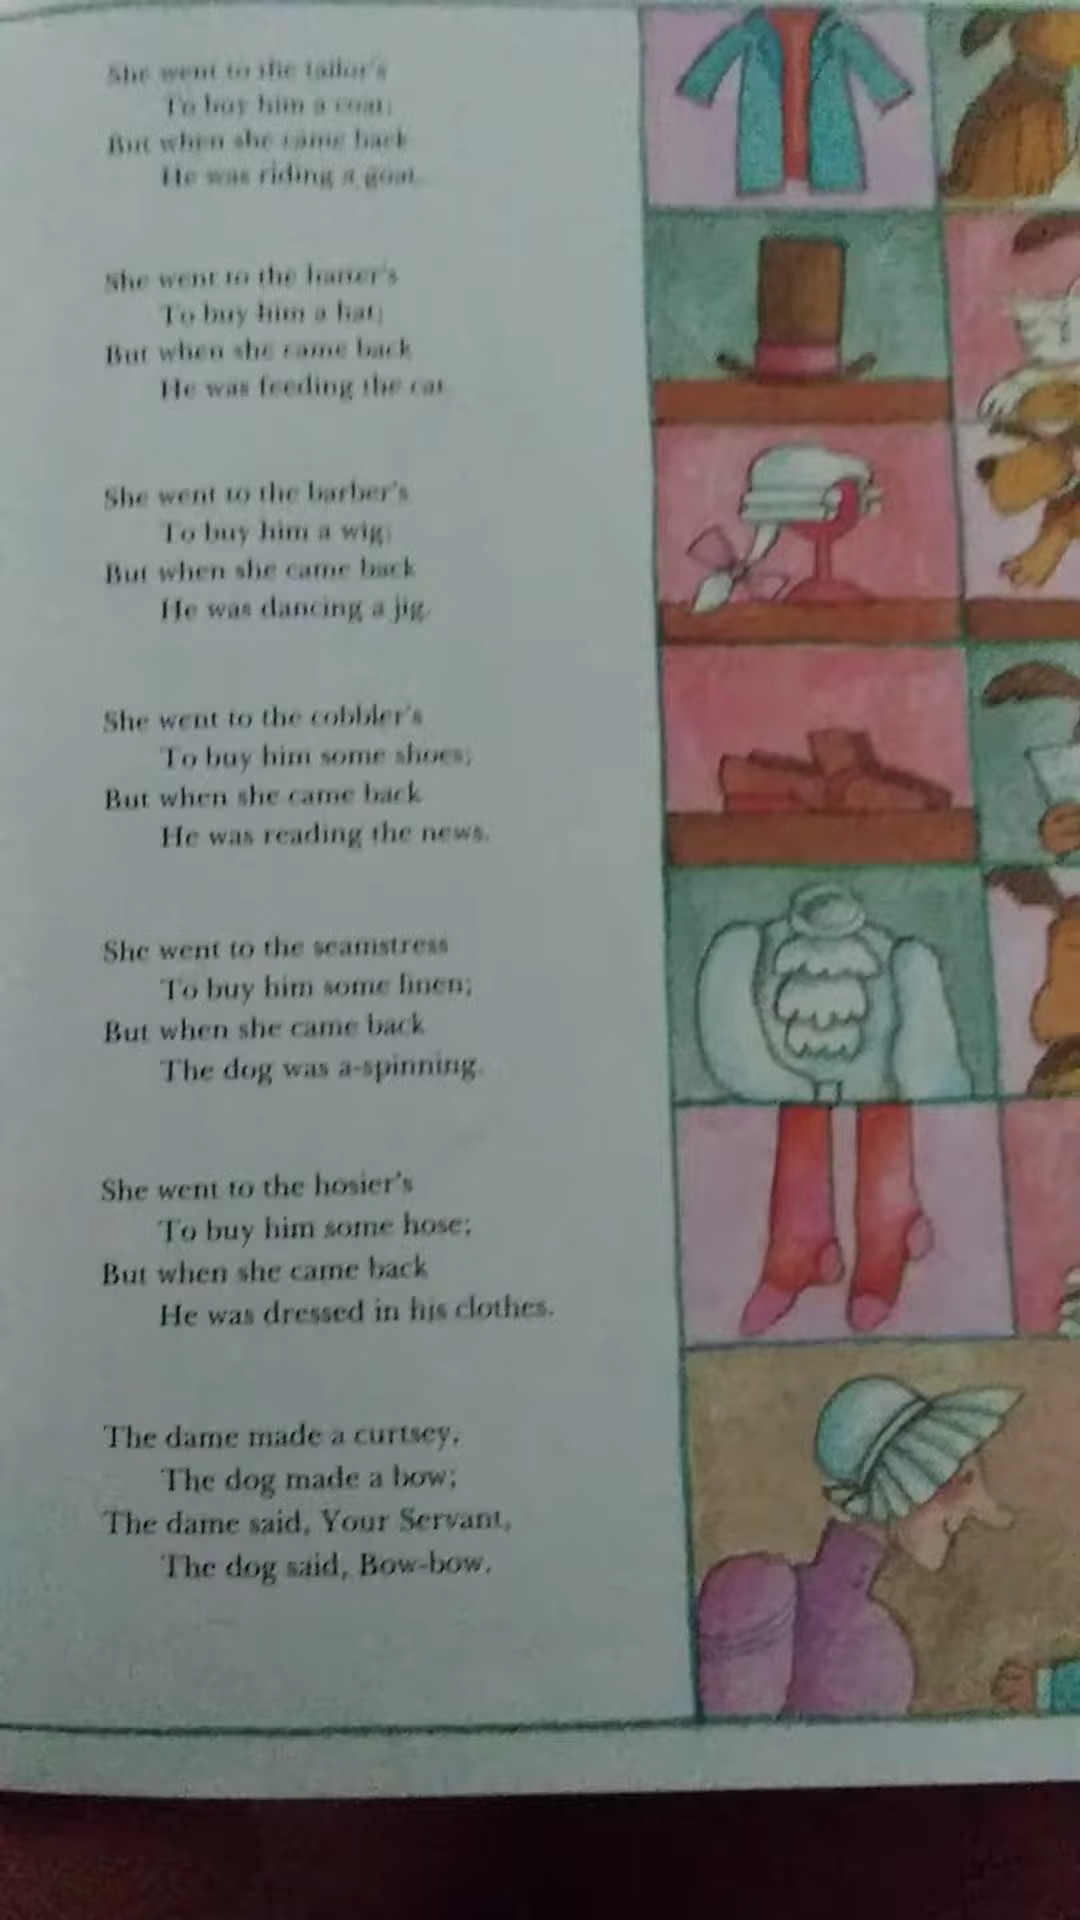 She went to the tailor's
To buy him a coat;
But when she came back
He was riding a goat.
She went to the hatter's
To buy him a hat;
But when she came back
He was feeding the cat.
She went to the barber's
To buy him a wig;
But when she came back
He was dancing a jig.
She went to the cobbler's
To buy him some shoes;
But when she came back
He was reading the news.
She went to the seamstress
To buy him some linen;
But when she came back
The dog was a-spinning.
She went to the hosier's
To buy him some hose;
But when she came back
He was dressed in his clothes.
The dame made a curtsey,
The dog made a bow;
The dame said, Your Servant,
The dog said, Bow-bow.